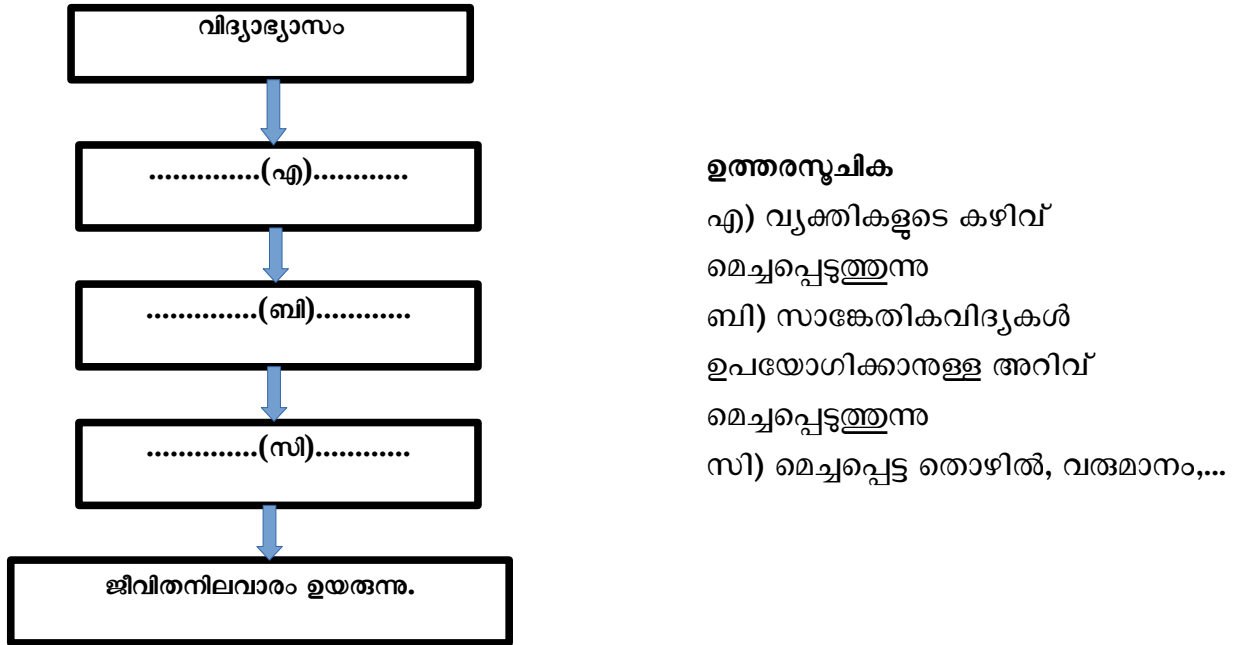 വിദ്യാഭ്യാസം
..............(എ)............
..............(ബി)............
..............(സി)............
ജീവിതനിലവാരം ഉയരുന്നു.
ഉത്തരസൂചിക
എ) വ്യക്തികളുടെ കഴിവ്
മെച്ചപ്പെടുത്തുന്നു
ബി) സാങ്കേതികവിദ്യകൾ
ഉപയോഗിക്കാനുള്ള അറിവ്
മെച്ചപ്പെടുത്തുന്നു
സി) മെച്ചപ്പെട്ട തൊഴിൽ, വരുമാനം,...